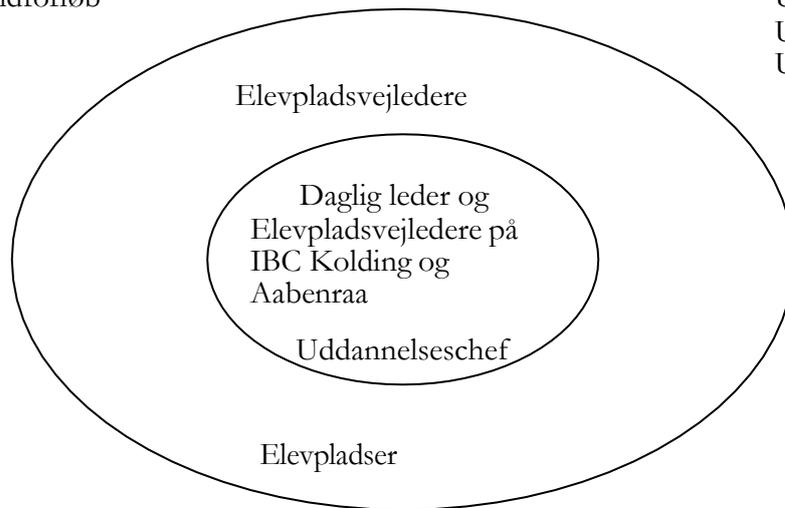 Elevpladsvejledere
Daglig leder og
Elevpladsvejledere på
IBC Kolding og
Aabenraa
Uddannelseschef
Elevpladser